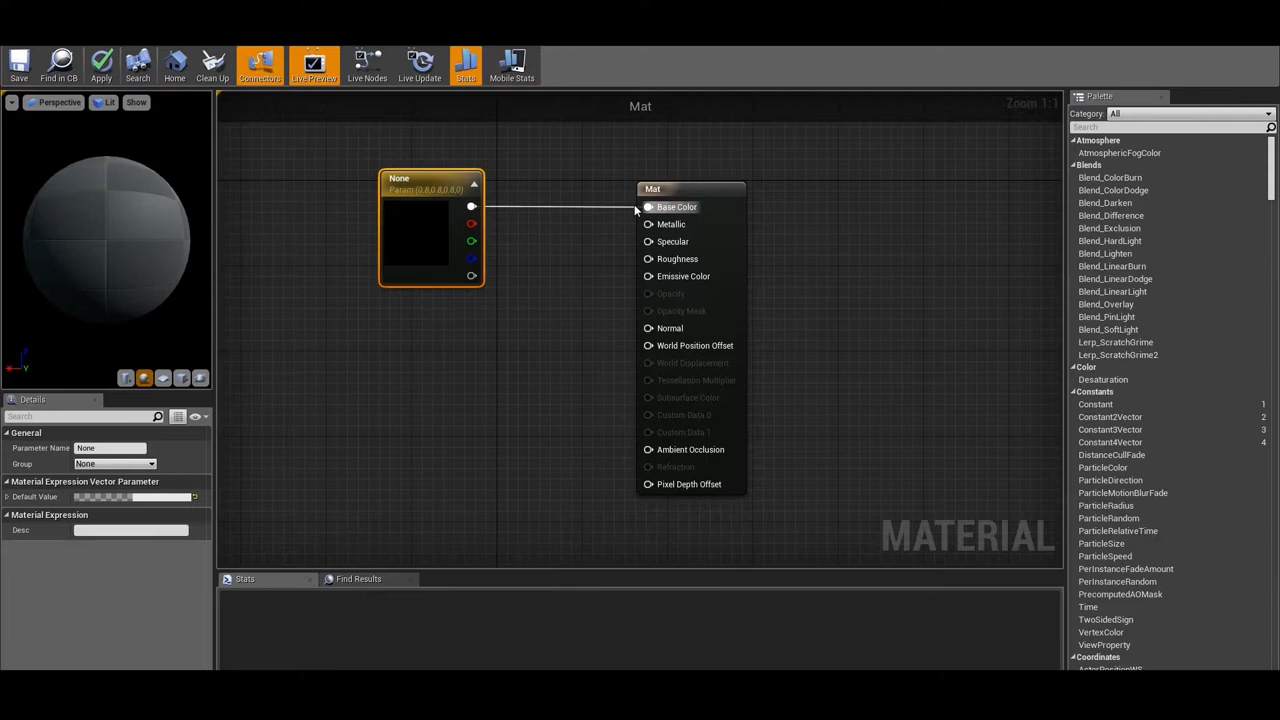 Save
Find in CB
Apply
Search
Home
Clean Up
Connectors
Live Preview
Live Nodes
Live Update
Stats
Mobile Stats
Perspective
Lit
Show
Mat
Zoom 1:1
None
Param (0.8,0.8,0.8,0)
Mat
Base Color
Metallic
Specular
Roughness
Emissive Color
Opacity
Opacity Mask
Normal
World Position Offset
World Displacement
Tessellation Multiplier
Subsurface Color
Custom Data 0
Custom Data 1
Ambient Occlusion
Refraction
Pixel Depth Offset
MATERIAL
Z
X
Y
Details
Search
General
Parameter Name None
Group None
Material Expression Vector Parameter
Default Value
Material Expression
Desc
Stats
Find Results
Palette
Category: All
Search
Atmosphere
AtmosphericFogColor
Blends
Blend_ColorBurn
Blend_ColorDodge
Blend_Darken
Blend_Difference
Blend_Exclusion
Blend_HardLight
Blend_Lighten
Blend_LinearBurn
Blend_LinearDodge
Blend_LinearLight
Blend_Overlay
Blend_PinLight
Blend_SoftLight
Lerp_ScratchGrime
Lerp_ScratchGrime2
Color
Desaturation
Constants
Constant 1
Constant2Vector 2
Constant3Vector 3
Constant4Vector 4
DistanceCullFade
ParticleColor
ParticleDirection
ParticleMotionBlurFade
ParticleRadius
ParticleRandom
ParticleRelativeTime
ParticleSize
ParticleSpeed
PerInstanceFadeAmount
PerInstanceRandom
PrecomputedAOMask
Time
TwoSidedSign
VertexColor
ViewProperty
Coordinates
ActorPositionWS